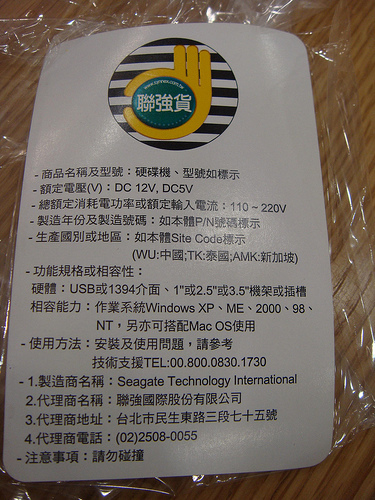 www.synnex.com.tw
聯強貨
- 商品名稱及型號：硬碟機、型號如標示
- 額定電壓(V)：DC 12V, DC5V
- 總額定消耗電功率或額定輸入電流：110 ~ 220V
- 製造年份及製造號碼：如本體P/N號碼標示
- 生產國別或地區：如本體Site Code標示
(WU:中國;TK:泰國;AMK:新加坡)
- 功能規格或相容性：
硬體：USB或1394介面、1"或2.5"或3.5"機架或插槽
相容能力：作業系統Windows XP、ME、2000、98、
NT，另亦可搭配Mac OS使用
- 使用方法：安裝及使用問題，請參考
技術支援TEL:00.800.0830.1730
- 1.製造商名稱：Seagate Technology International
2.代理商名稱：聯強國際股份有限公司
3.代理商地址：台北市民生東路三段七十五號
4.代理商電話：(02)2508-0055
- 注意事項：請勿碰撞